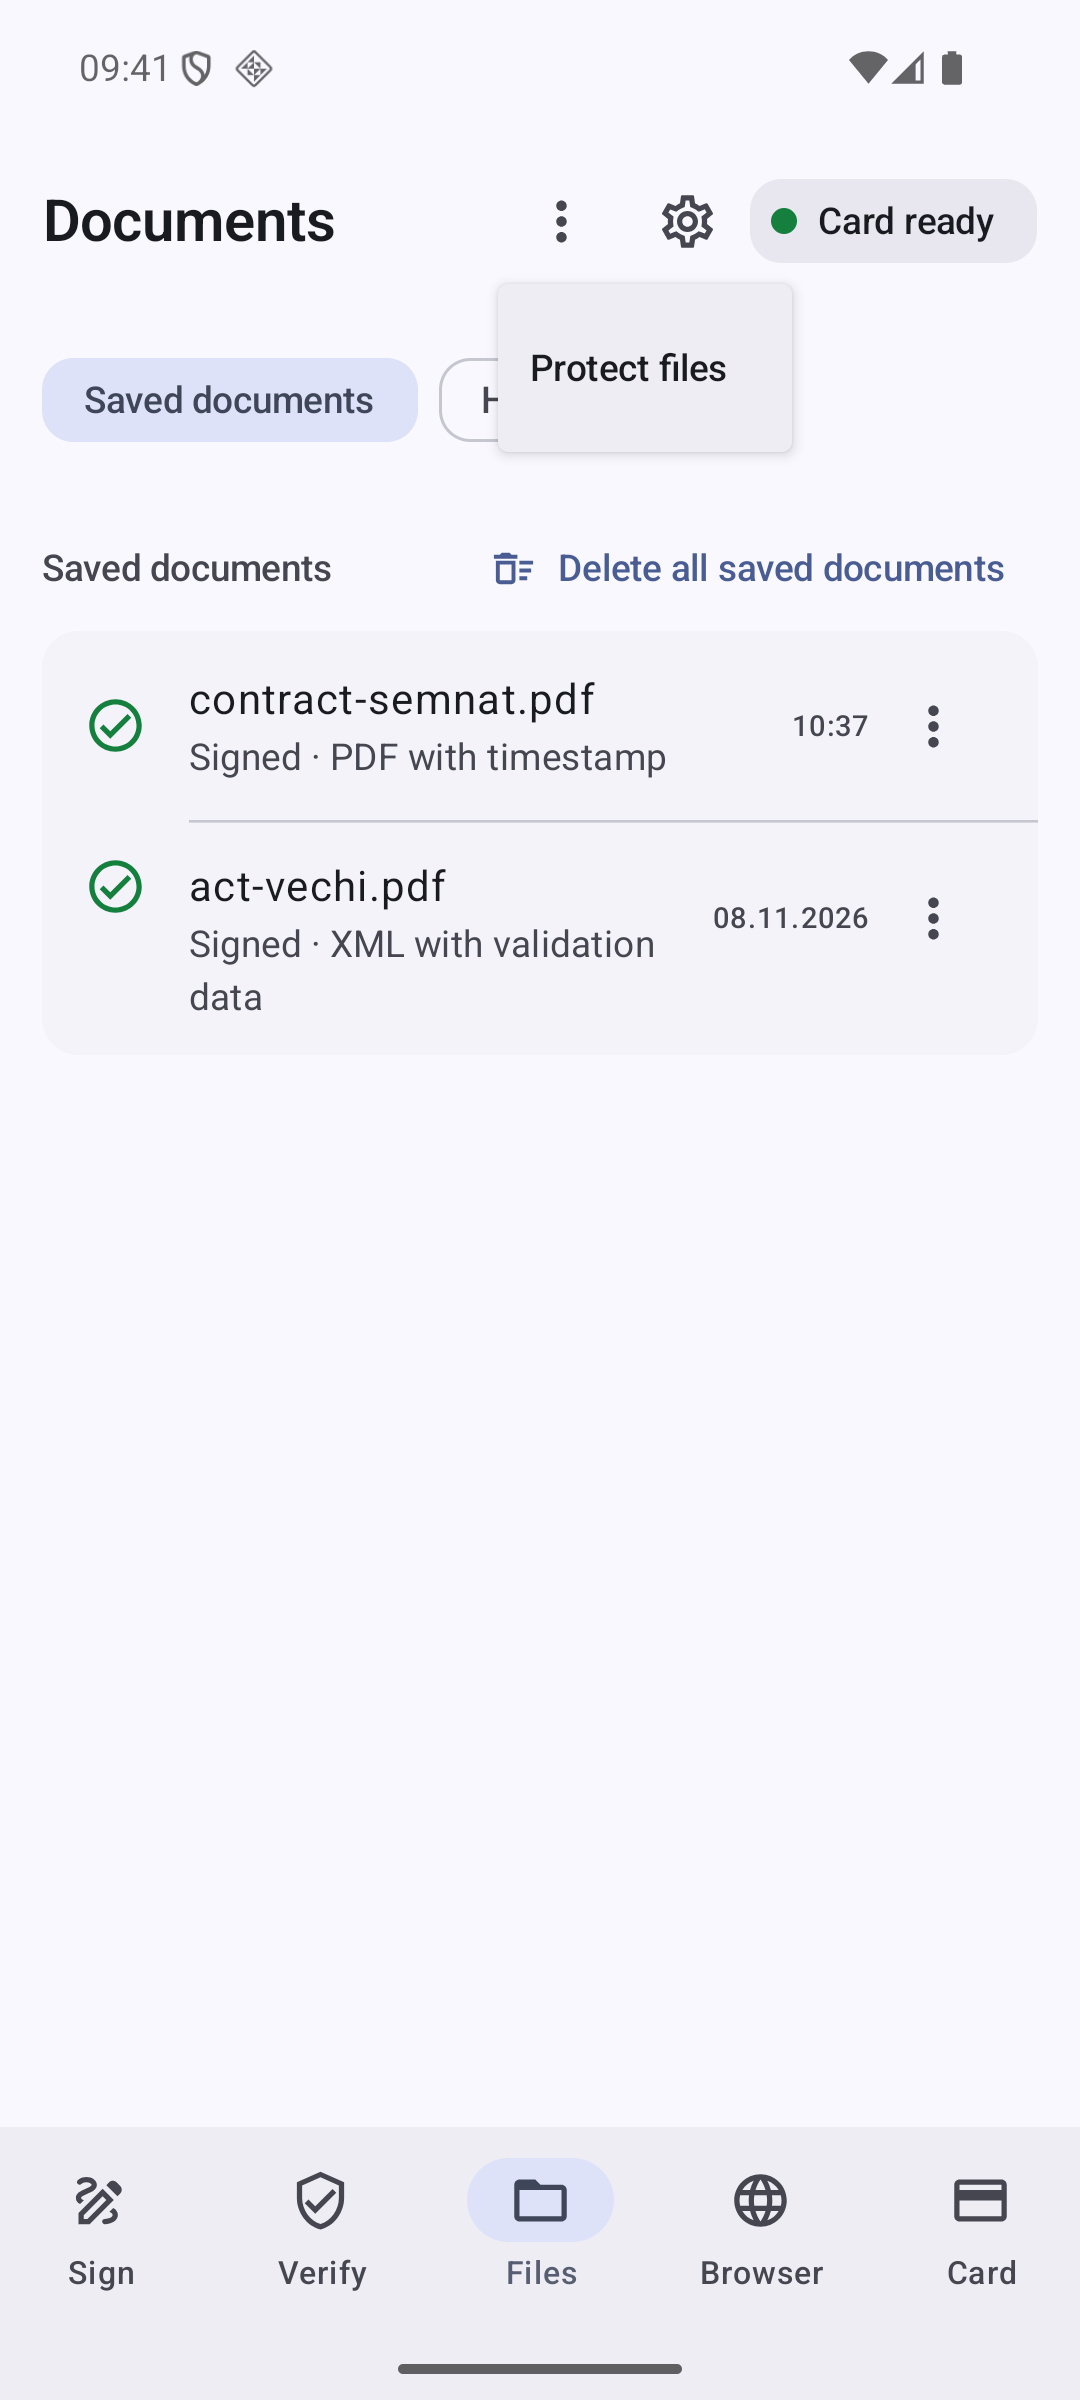 09:41
Documents
Card ready
Protect files
Saved documents
Saved documents
Delete all saved documents
contract-semnat.pdf
Signed · PDF with timestamp
10:37
act-vechi.pdf
Signed · XML with validation
data
08.11.2026
Sign
Verify
Files
Browser
Card